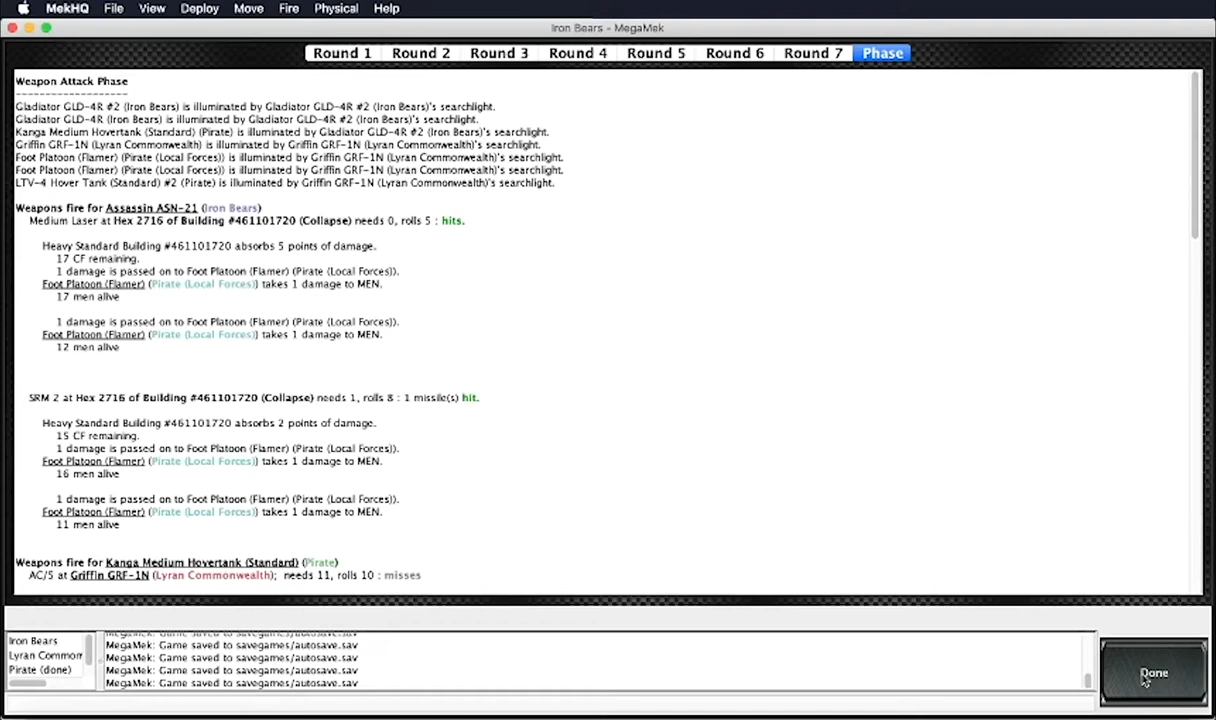 MekHQ File View Deploy Move Fire Physical Help
Iron Bears - MegaMek
Round 1 Round 2 Round 3 Round 4 Round 5 Round 6 Round 7 Phase
Weapon Attack Phase
--------------------
Gladiator GLD-4R #2 (Iron Bears) is illuminated by Gladiator GLD-4R #2 (Iron Bears)'s searchlight.
Gladiator GLD-4R (Iron Bears) is illuminated by Gladiator GLD-4R #2 (Iron Bears)'s searchlight.
Kanga Medium Hovertank (Standard) (Pirate) is illuminated by Gladiator GLD-4R #2 (Iron Bears)'s searchlight.
Griffin GRF-1N (Lyran Commonwealth) is illuminated by Griffin GRF-1N (Lyran Commonwealth)'s searchlight.
Foot Platoon (Flamer) (Pirate (Local Forces)) is illuminated by Griffin GRF-1N (Lyran Commonwealth)'s searchlight.
Foot Platoon (Flamer) (Pirate (Local Forces)) is illuminated by Griffin GRF-1N (Lyran Commonwealth)'s searchlight.
LTV-4 Hover Tank (Standard) #2 (Pirate) is illuminated by Griffin GRF-1N (Lyran Commonwealth)'s searchlight.
Weapons fire for Assassin ASN-21 (Iron Bears)
Medium Laser at Hex 2716 of Building #461101720 (Collapse) needs 0, rolls 5 : hits.
Heavy Standard Building #461101720 absorbs 5 points of damage.
17 CF remaining.
1 damage is passed on to Foot Platoon (Flamer) (Pirate (Local Forces)).
Foot Platoon (Flamer) (Pirate (Local Forces)) takes 1 damage to MEN.
17 men alive
1 damage is passed on to Foot Platoon (Flamer) (Pirate (Local Forces)).
Foot Platoon (Flamer) (Pirate (Local Forces)) takes 1 damage to MEN.
12 men alive
SRM 2 at Hex 2716 of Building #461101720 (Collapse) needs 1, rolls 8 : 1 missile(s) hit.
Heavy Standard Building #461101720 absorbs 2 points of damage.
15 CF remaining.
1 damage is passed on to Foot Platoon (Flamer) (Pirate (Local Forces)).
Foot Platoon (Flamer) (Pirate (Local Forces)) takes 1 damage to MEN.
16 men alive
1 damage is passed on to Foot Platoon (Flamer) (Pirate (Local Forces)).
Foot Platoon (Flamer) (Pirate (Local Forces)) takes 1 damage to MEN.
11 men alive
Weapons fire for Kanga Medium Hovertank (Standard) (Pirate)
AC/5 at Griffin GRF-1N (Lyran Commonwealth); needs 11, rolls 10 : misses
Iron Bears
Lyran Common
Pirate (done)
MegaMek: Game saved to savegames/autosave.sav
MegaMek: Game saved to savegames/autosave.sav
MegaMek: Game saved to savegames/autosave.sav
MegaMek: Game saved to savegames/autosave.sav
MegaMek: Game saved to savegames/autosave.sav
Done